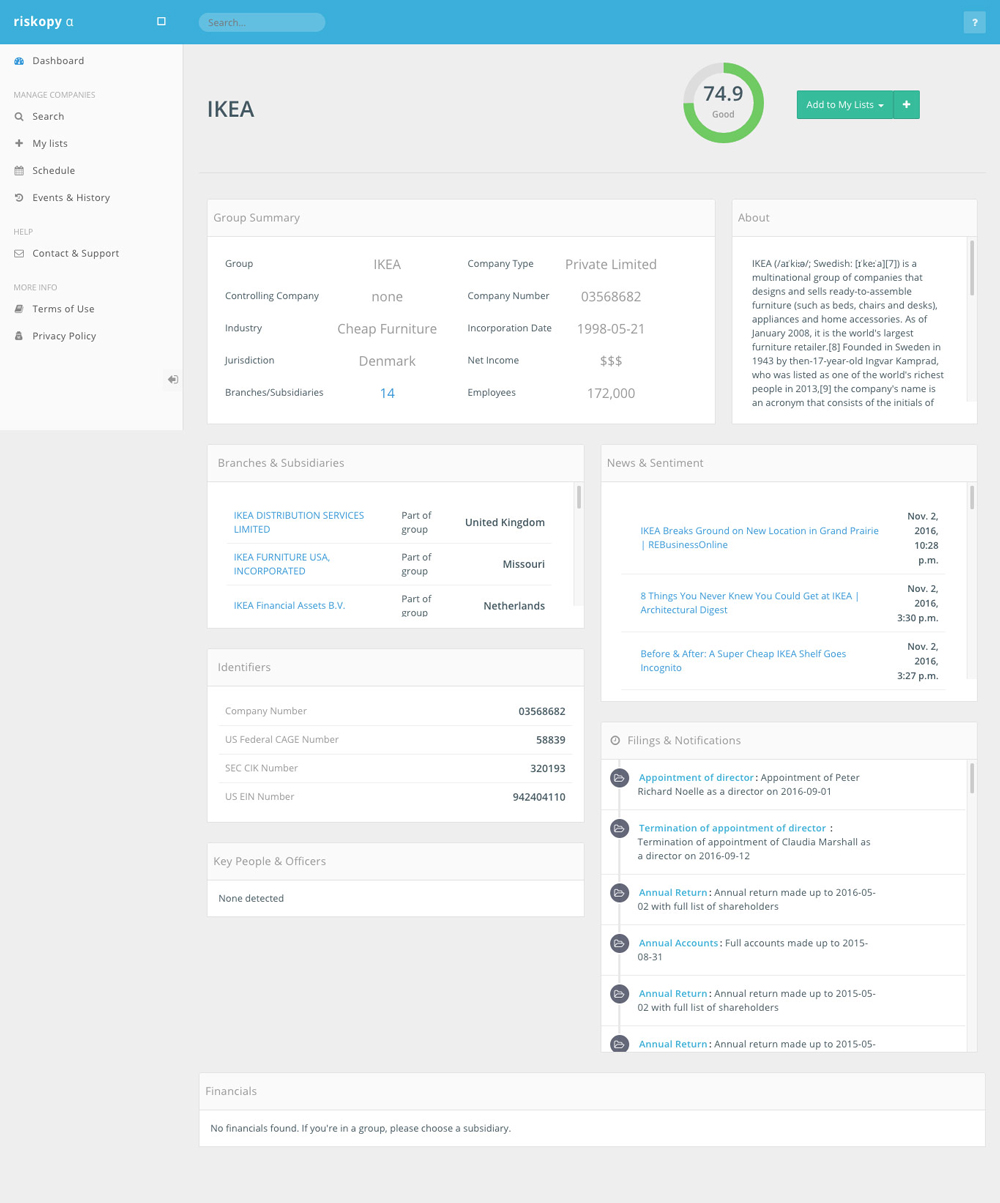 riskopy α
Search...
?
Dashboard
MANAGE COMPANIES
Search
My lists
Schedule
Events & History
HELP
Contact & Support
MORE INFO
Terms of Use
Privacy Policy
IKEA
74.9
Good
Add to My Lists
+
Group Summary
Group IKEA Company Type Private Limited
Controlling Company none Company Number 03568682
Industry Cheap Furniture Incorporation Date 1998-05-21
Jurisdiction Denmark Net Income $$$
Branches/Subsidiaries 14 Employees 172,000
About
IKEA (/aɪˈkiːə/; Swedish: [ɪˈkeːa][7]) is a
multinational group of companies that
designs and sells ready-to-assemble
furniture (such as beds, chairs and desks),
appliances and home accessories. As of
January 2008, it is the world's largest
furniture retailer.[8] Founded in Sweden in
1943 by then-17-year-old Ingvar Kamprad,
who was listed as one of the world's richest
people in 2013,[9] the company's name is
an acronym that consists of the initials of
Branches & Subsidiaries
IKEA DISTRIBUTION SERVICES
LIMITED
Part of
group
United Kingdom
IKEA FURNITURE USA,
INCORPORATED
Part of
group
Missouri
IKEA Financial Assets B.V.
Part of
group
Netherlands
News & Sentiment
IKEA Breaks Ground on New Location in Grand Prairie
| REBusinessOnline
Nov. 2,
2016,
10:28
p.m.
8 Things You Never Knew You Could Get at IKEA |
Architectural Digest
Nov. 2,
2016,
3:30 p.m.
Before & After: A Super Cheap IKEA Shelf Goes
Incognito
Nov. 2,
2016,
3:27 p.m.
Identifiers
Company Number 03568682
US Federal CAGE Number 58839
SEC CIK Number 320193
US EIN Number 942404110
Key People & Officers
None detected
Filings & Notifications
Appointment of director : Appointment of Peter
Richard Noelle as a director on 2016-09-01
Termination of appointment of director :
Termination of appointment of Claudia Marshall as
a director on 2016-09-12
Annual Return : Annual return made up to 2016-05-
02 with full list of shareholders
Annual Accounts : Full accounts made up to 2015-
08-31
Annual Return : Annual return made up to 2015-05-
02 with full list of shareholders
Annual Return : Annual return made up to 2015-05-
Financials
No financials found. If you're in a group, please choose a subsidiary.